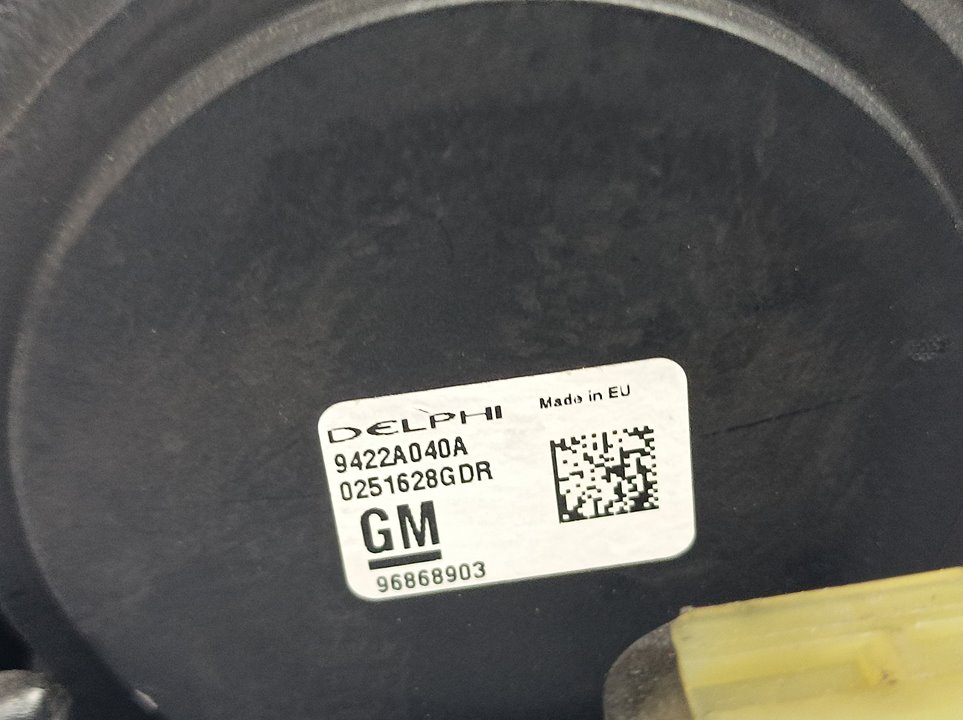 DELPHI
Made in EU
9422A040A
0251628GDR
GM
96868903